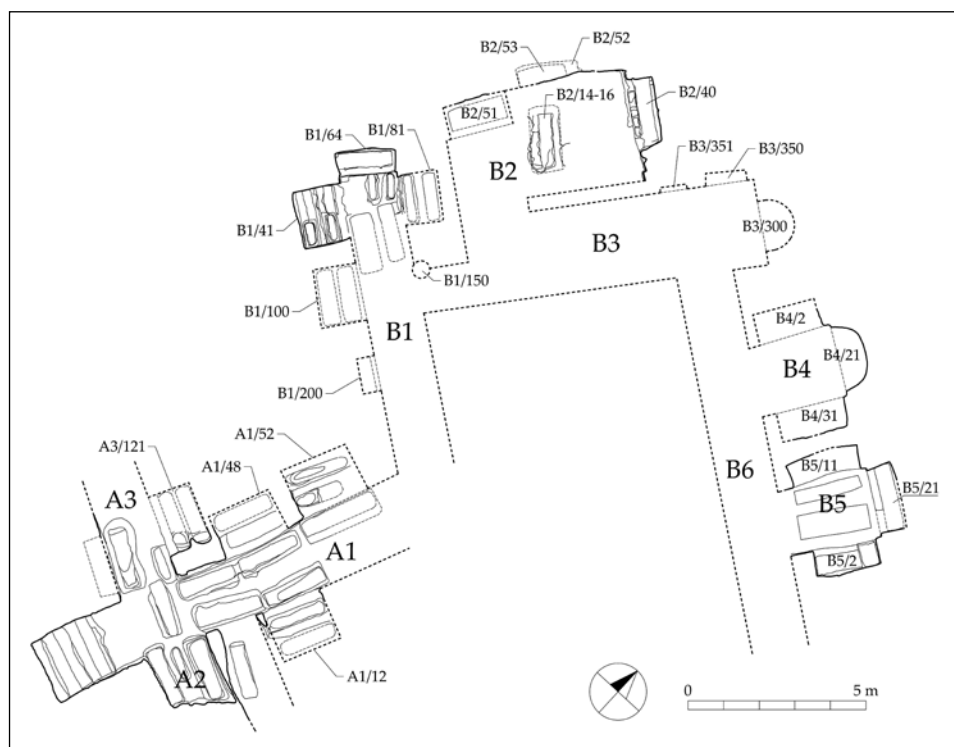 B2/53
B2/52
B2/51
B2/14-16
B2/40
B1/64
B1/81
B3/351
B3/350
B2
B1/41
B3
B3/300
B1/150
B1/100
B1
B4/2
B4/21
B4
B1/200
B4/31
A1/52
A3/121
A1/48
A3
B6
B5/11
B5
B5/21
A1
B5/2
A2
A1/12
0
5 m